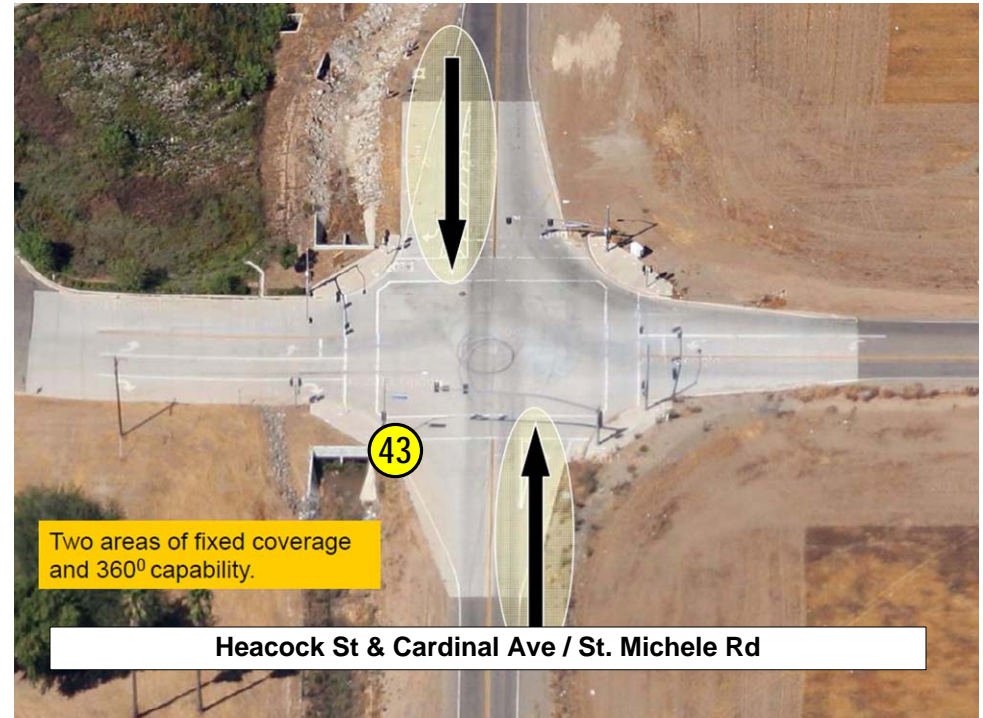 43
Two areas of fixed coverage
and 360⁰ capability.
Heacock St & Cardinal Ave / St. Michele Rd